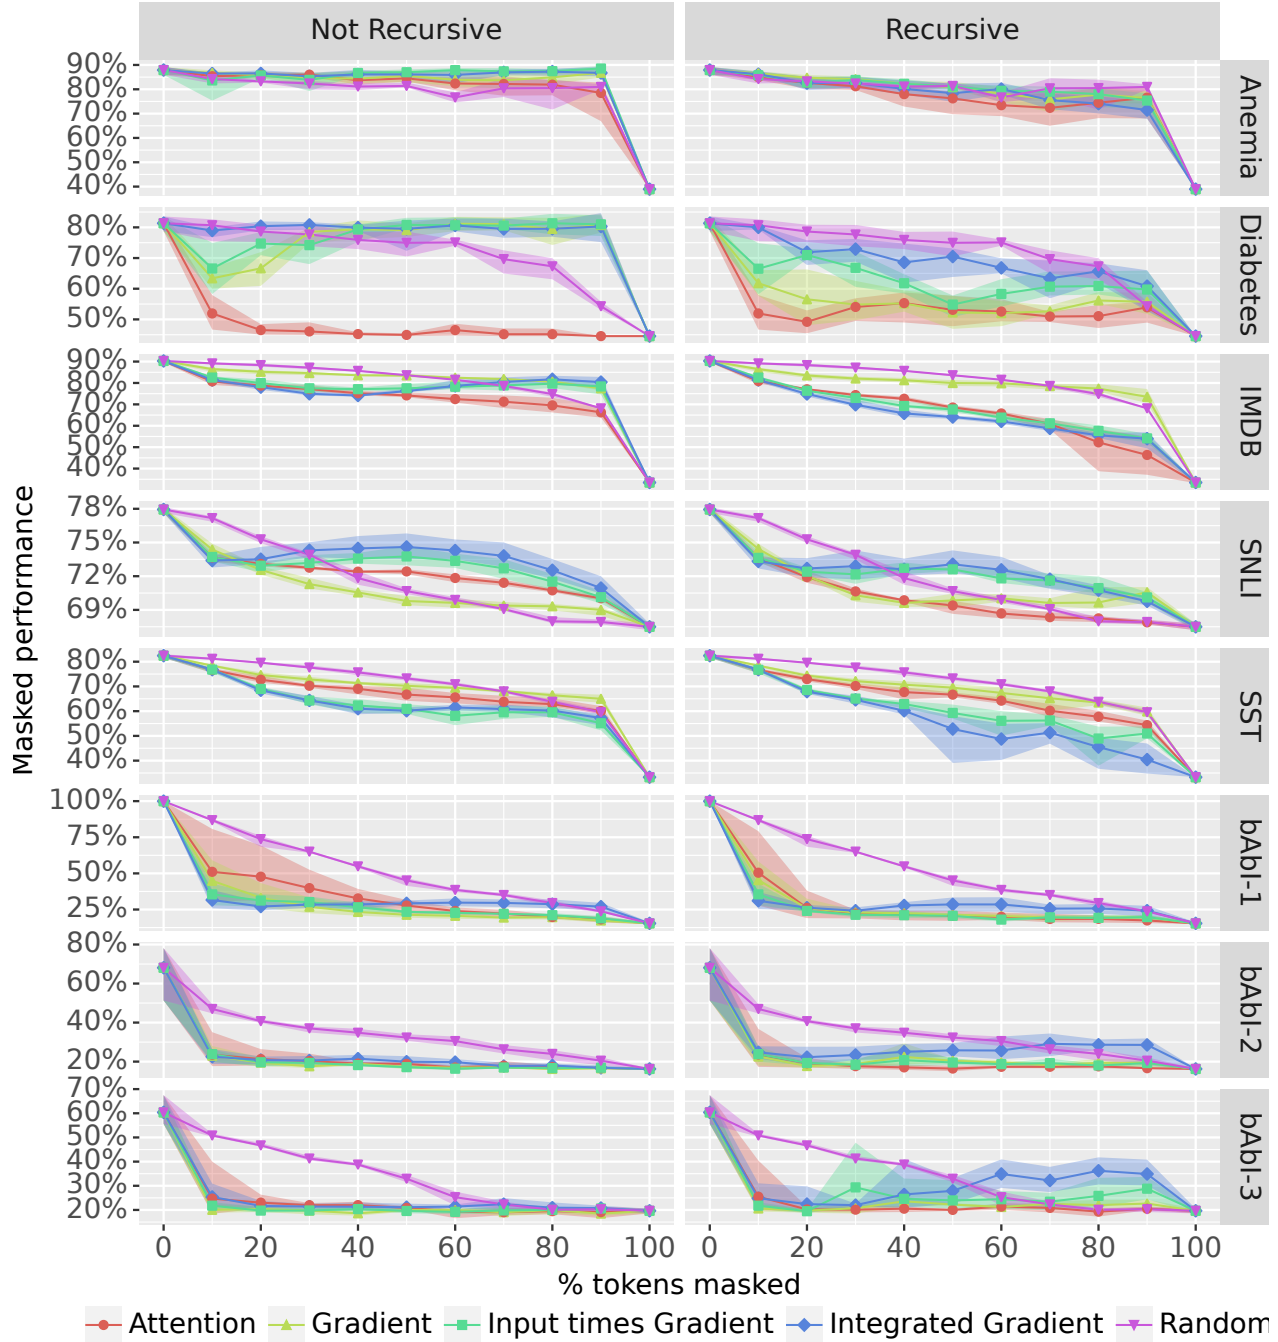 Not Recursive
Recursive
90%
80%
70%
60%
50%
40%
Anemia
80%
70%
60%
50%
Diabetes
90%
80%
70%
60%
50%
40%
IMDB
78%
75%
72%
69%
SNLI
80%
70%
60%
50%
40%
SST
100%
75%
50%
25%
bAbI-1
80%
60%
40%
20%
bAbI-2
70%
60%
50%
40%
30%
20%
bAbI-3
Masked performance
0 20 40 60 80 100 0 20 40 60 80 100
% tokens masked
Attention Gradient Input times Gradient Integrated Gradient Random